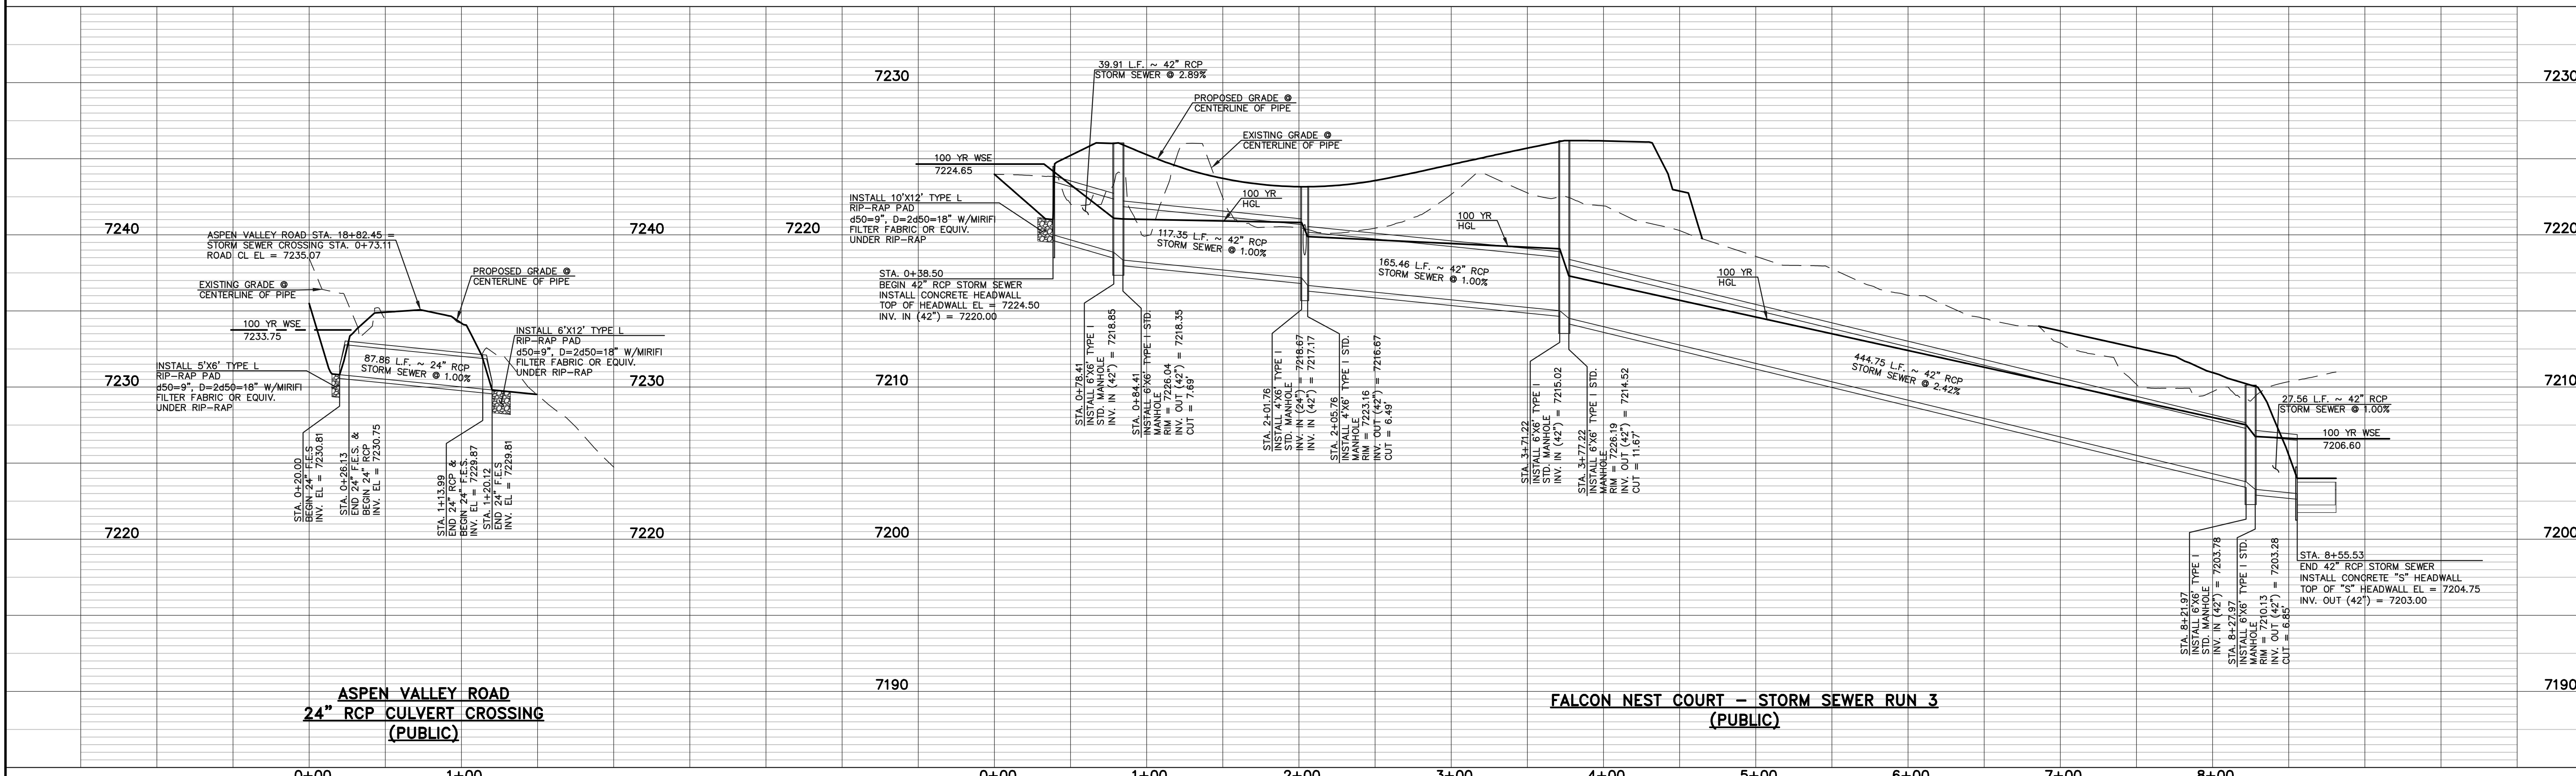 7240
7230
7220
ASPEN VALLEY ROAD STA. 18+82.45 =
STORM SEWER CROSSING STA. 0+73.11
ROAD CL EL = 7235.07
EXISTING GRADE @
CENTERLINE OF PIPE
PROPOSED GRADE @
CENTERLINE OF PIPE
100 YR WSE
7233.75
INSTALL 5'X6' TYPE L
RIP-RAP PAD
d50=9", D=2d50=18" W/MIRIFI
FILTER FABRIC OR EQUIV.
UNDER RIP-RAP
87.86 L.F. ~ 24" RCP
STORM SEWER @ 1.00%
INSTALL 6'X12' TYPE L
RIP-RAP PAD
d50=9", D=2d50=18" W/MIRIFI
FILTER FABRIC OR EQUIV.
UNDER RIP-RAP
STA. 0+20.00
BEGIN 24" F.E.S
INV. EL = 7230.81
STA. 0+26.13
END 24" F.E.S. &
BEGIN 24" RCP
INV. EL = 7230.75
STA. 1+13.99
END 24" RCP &
BEGIN 24" F.E.S.
INV. EL = 7229.87
STA. 1+20.12
END 24" F.E.S
INV. EL = 7229.81
7240
7230
7220
ASPEN VALLEY ROAD
24" RCP CULVERT CROSSING
(PUBLIC)
0+00
1+00
7230
7220
7210
7200
7190
39.91 L.F. ~ 42" RCP
STORM SEWER @ 2.89%
PROPOSED GRADE @
CENTERLINE OF PIPE
EXISTING GRADE @
CENTERLINE OF PIPE
100 YR WSE
7224.65
INSTALL 10'X12' TYPE L
RIP-RAP PAD
d50=9", D=2d50=18" W/MIRIFI
FILTER FABRIC OR EQUIV.
UNDER RIP-RAP
STA. 0+38.50
BEGIN 42" RCP STORM SEWER
INSTALL CONCRETE HEADWALL
TOP OF HEADWALL EL = 7224.50
INV. IN (42") = 7220.00
100 YR
HGL
117.35 L.F. ~ 42" RCP
STORM SEWER @ 1.00%
100 YR
HGL
165.46 L.F. ~ 42" RCP
STORM SEWER @ 1.00%
100 YR
HGL
444.75 L.F. ~ 42" RCP
STORM SEWER @ 2.42%
27.56 L.F. ~ 42" RCP
STORM SEWER @ 1.00%
100 YR WSE
7206.60
STA. 0+78.41
INSTALL 6'X6' TYPE I
STD. MANHOLE
INV. IN (42") = 7218.85
STA. 0+84.41
INSTALL 6'X6' TYPE I STD.
MANHOLE
RIM = 7226.04
INV. OUT (42") = 7218.35
CUT = 7.69'
STA. 2+01.76
INSTALL 4'X6' TYPE I
STD. MANHOLE
INV. IN (24") = 7218.67
INV. IN (42") = 7217.17
STA. 2+05.76
INSTALL 4'X6' TYPE I STD.
MANHOLE
RIM = 7223.16
INV. OUT (42") = 7216.67
CUT = 6.49'
STA. 3+71.22
INSTALL 6'X6' TYPE I
STD. MANHOLE
INV. IN (42") = 7215.02
STA. 3+77.22
INSTALL 6'X6' TYPE I STD.
MANHOLE
RIM = 7226.19
INV. OUT (42") = 7214.52
CUT = 11.67'
STA. 8+21.97
INSTALL 6'X6' TYPE I
STD. MANHOLE
INV. IN (42") = 7203.78
STA. 8+27.97
INSTALL 6'X6' TYPE I STD.
MANHOLE
RIM = 7210.13
INV. OUT (42") = 7203.28
CUT = 6.85'
STA. 8+55.53
END 42" RCP STORM SEWER
INSTALL CONCRETE "S" HEADWALL
TOP OF "S" HEADWALL EL = 7204.75
INV. OUT (42") = 7203.00
7230
7220
7210
7200
7190
FALCON NEST COURT - STORM SEWER RUN 3
(PUBLIC)
0+00
1+00
2+00
3+00
4+00
5+00
6+00
7+00
8+00